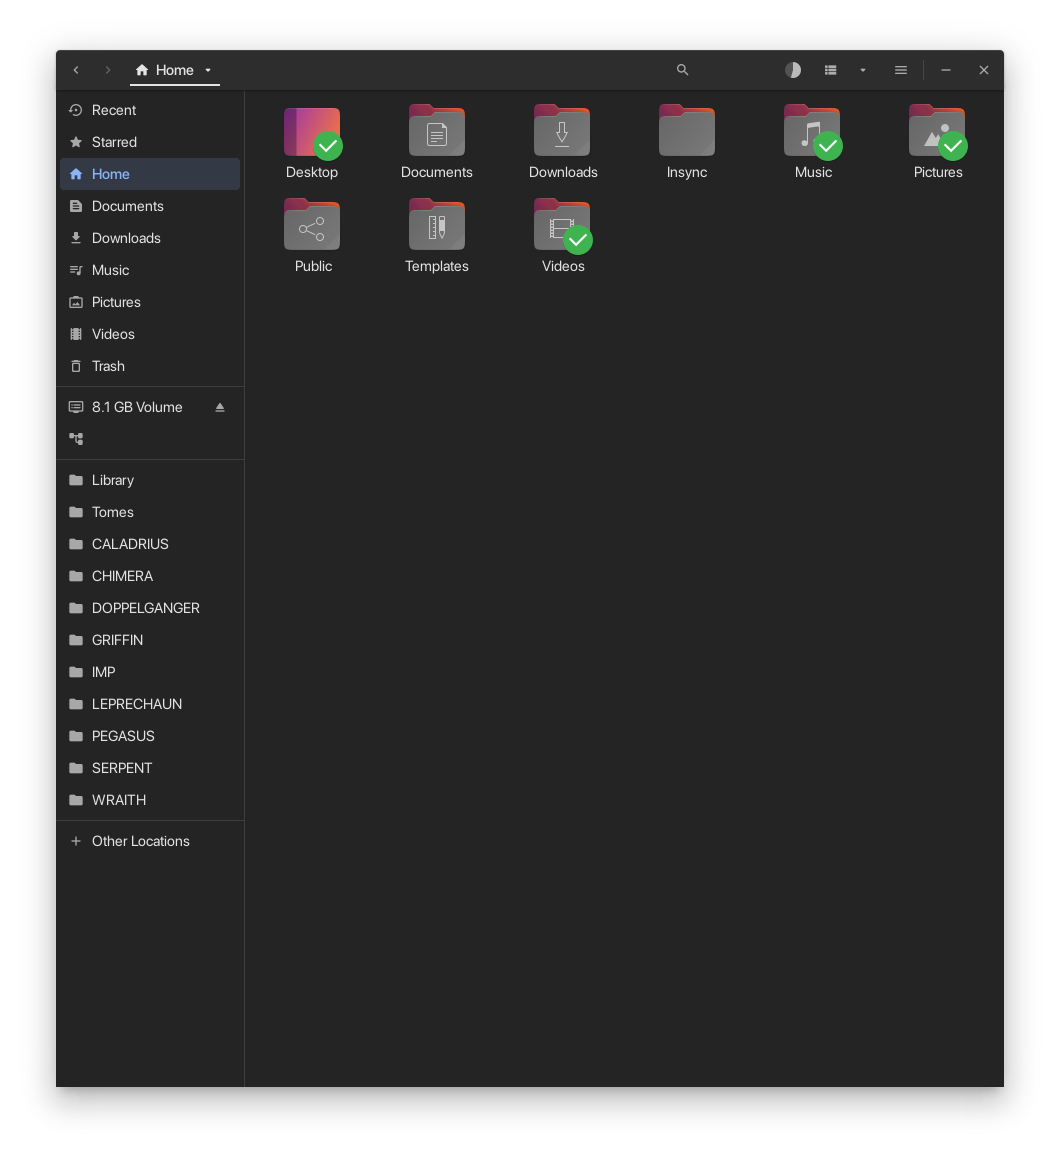 Home
Recent
Starred
Home
Documents
Downloads
Music
Pictures
Videos
Trash
8.1 GB Volume
Library
Tomes
CALADRIUS
CHIMERA
DOPPELGANGER
GRIFFIN
IMP
LEPRECHAUN
PEGASUS
SERPENT
WRAITH
Other Locations
Desktop
Documents
Downloads
Insync
Music
Pictures
Public
Templates
Videos